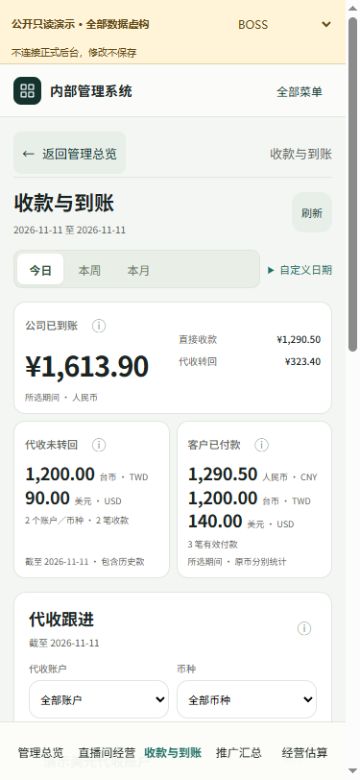 公开只读演示・全部数据虚构
BOSS
不连接正式后台，修改不保存
内部管理系统
全部菜单
← 返回管理总览
收款与到账
收款与到账
刷新
2026-11-11 至 2026-11-11
今日
本周
本月
▶ 自定义日期
公司已到账 ⓘ
直接收款 ¥1,290.50
¥1,613.90
代收转回 ¥323.40
所选期间・人民币
代收未转回 ⓘ
1,200.00 台币・TWD
90.00 美元・USD
2 个账户／币种・2 笔收款
截至 2026-11-11・包含历史款
客户已付款 ⓘ
1,290.50 人民币・CNY
1,200.00 台币・TWD
140.00 美元・USD
3 笔有效付款
所选期间・原币分别统计
代收跟进 ⓘ
截至 2026-11-11
代收账户
币种
全部账户
全部币种
管理总览
直播间经营
收款与到账
推广汇总
经营估算